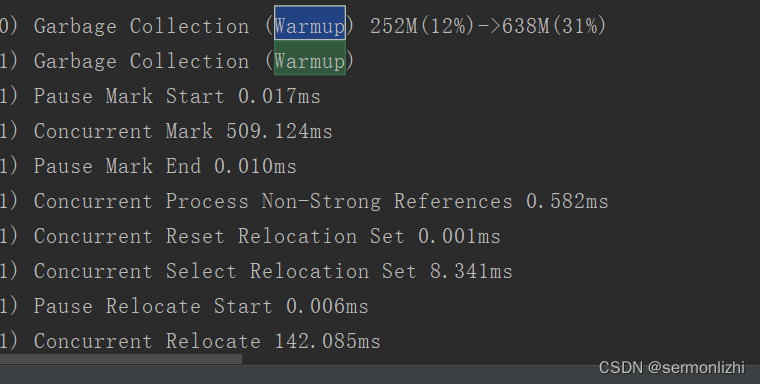 0) Garbage Collection (Warmup) 252M(12%)->638M(31%)
1) Garbage Collection (Warmup)
1) Pause Mark Start 0.017ms
1) Concurrent Mark 509.124ms
1) Pause Mark End 0.010ms
1) Concurrent Process Non-Strong References 0.582ms
1) Concurrent Reset Relocation Set 0.001ms
1) Concurrent Select Relocation Set 8.341ms
1) Pause Relocate Start 0.006ms
1) Concurrent Relocate 142.085ms
CSDN @sermonlizhi